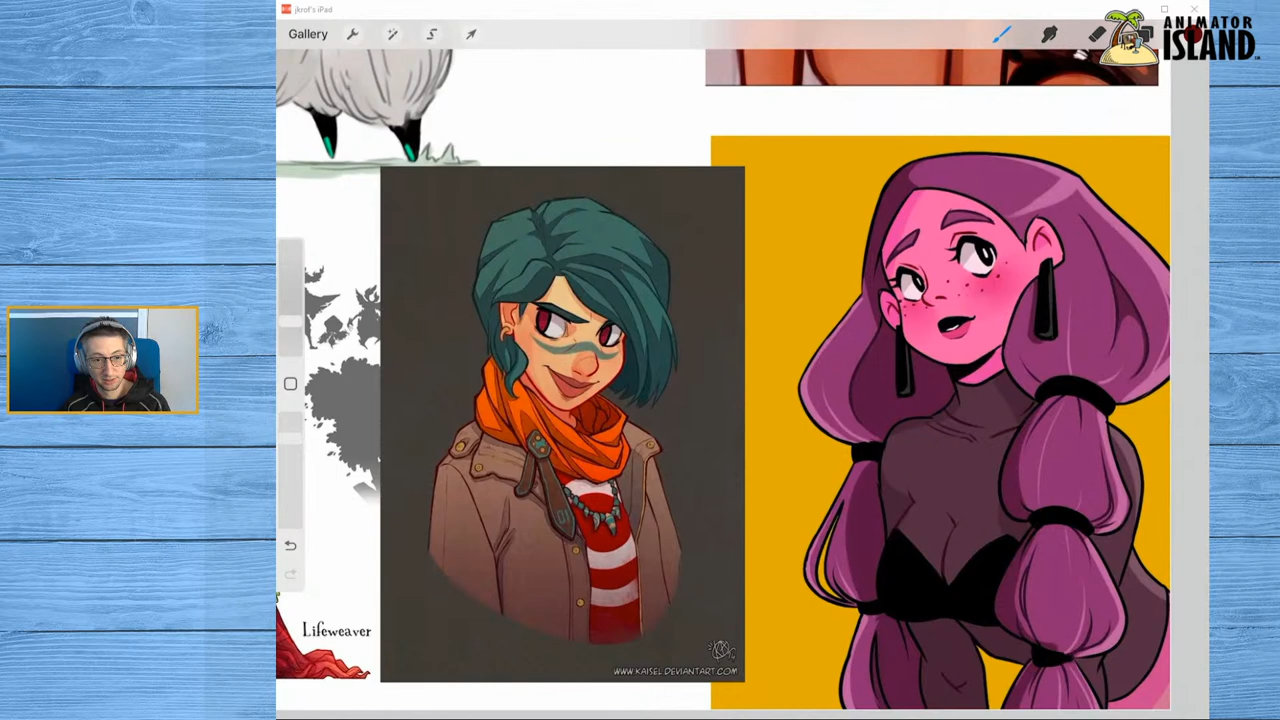 jkrof's iPad
Gallery
ANIMATOR
ISLAND
Lifeweaver
WWW.KAISEL.DEVIANTART.COM